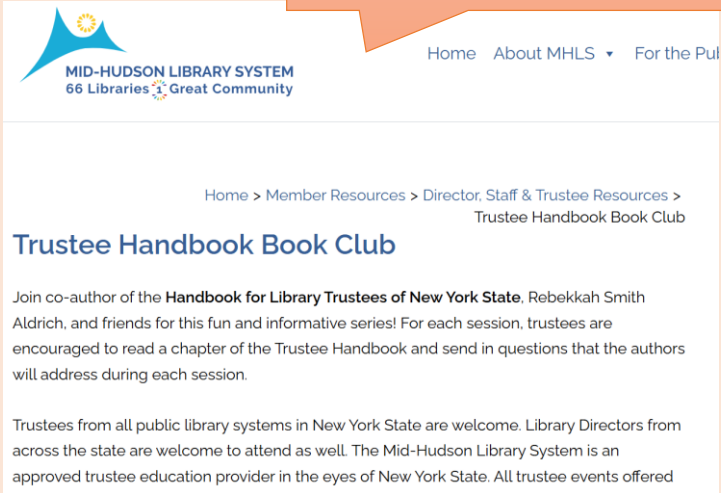 MID-HUDSON LIBRARY SYSTEM
66 Libraries 1 Great Community
Home About MHLS For the Pub
Home > Member Resources > Director, Staff & Trustee Resources >
Trustee Handbook Book Club
Trustee Handbook Book Club
Join co-author of the Handbook for Library Trustees of New York State, Rebekkah Smith
Aldrich, and friends for this fun and informative series! For each session, trustees are
encouraged to read a chapter of the Trustee Handbook and send in questions that the authors
will address during each session.
Trustees from all public library systems in New York State are welcome. Library Directors from
across the state are welcome to attend as well. The Mid-Hudson Library System is an
approved trustee education provider in the eyes of New York State. All trustee events offered